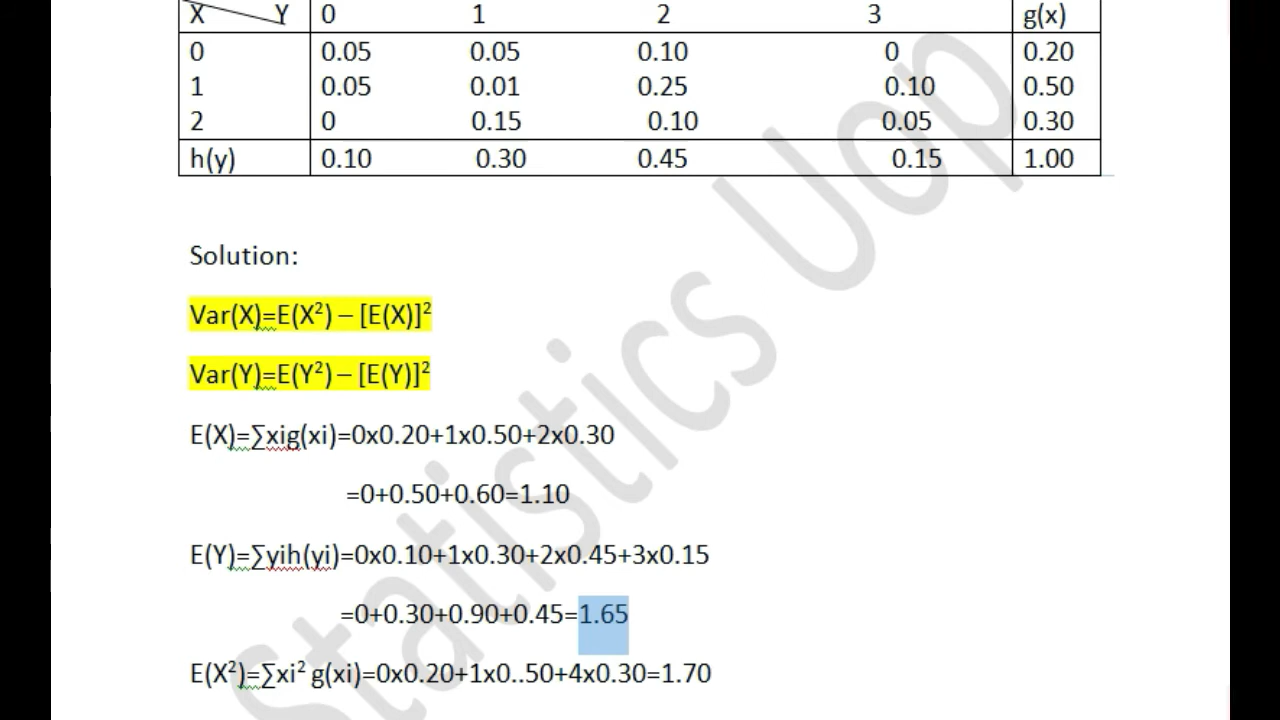 X Y 0 1 2 3 g(x)
0 0.05 0.05 0.10 0 0.20
1 0.05 0.01 0.25 0.10 0.50
2 0 0.15 0.10 0.05 0.30
h(y) 0.10 0.30 0.45 0.15 1.00
Solution:
Var(X)=E(X²) – [E(X)]²
Var(Y)=E(Y²) – [E(Y)]²
E(X)=∑xig(xi)=0x0.20+1x0.50+2x0.30
=0+0.50+0.60=1.10
E(Y)=∑yih(yi)=0x0.10+1x0.30+2x0.45+3x0.15
=0+0.30+0.90+0.45=1.65
E(X²)=∑xi² g(xi)=0x0.20+1x0..50+4x0.30=1.70
Statistics Uop